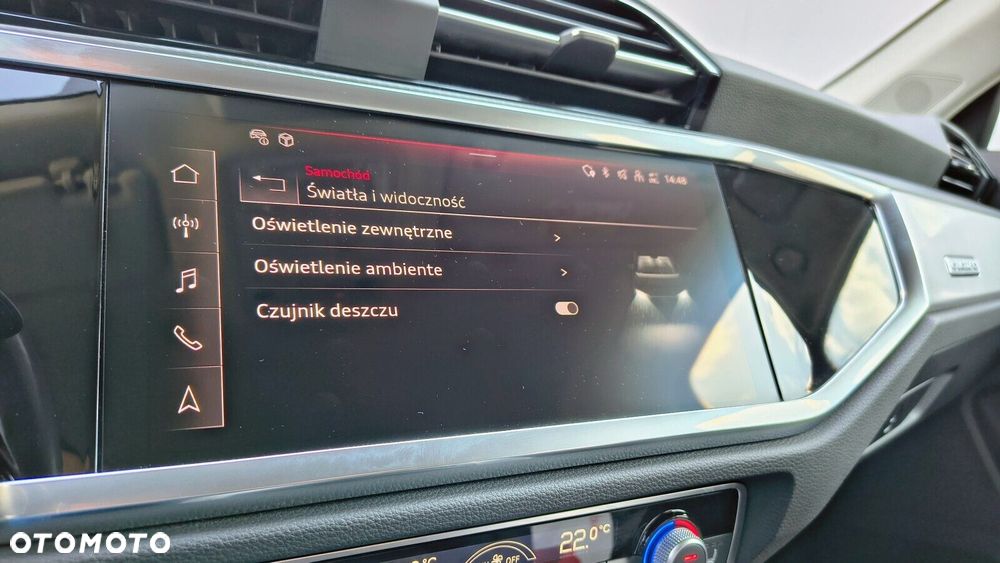 Samochód
Światła i widoczność
14:48
Oświetlenie zewnętrzne
Oświetlenie ambiente
Czujnik deszczu
22.0°C
OFF
OTOMOTO